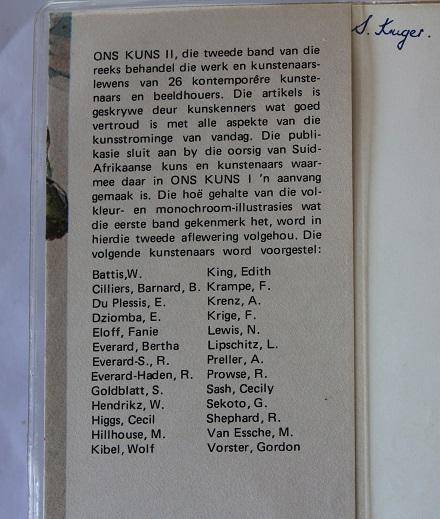 S. Kruger.
ONS KUNS II, die tweede band van die
reeks behandel die werk en kunstenaars-
lewens van 26 kontemporêre kunste-
naars en beeldhouers. Die artikels is
geskrywe deur kunskenners wat goed
vertroud is met alle aspekte van die
kunsstrominge van vandag. Die publi-
kasie sluit aan by die oorsig van Suid-
Afrikaanse kuns en kunstenaars waar-
mee daar in ONS KUNS I 'n aanvang
gemaak is. Die hoë gehalte van die vol-
kleur- en monochroom-illustrasies wat
die eerste band gekenmerk het, word in
hierdie tweede aflewering volgehou. Die
volgende kunstenaars word voorgestel:
Battis,W.
Cilliers, Barnard, B.
Du Plessis, E.
Dziomba, E.
Eloff, Fanie
Everard, Bertha
Everard-S., R.
Everard-Haden, R.
Goldblatt, S.
Hendrikz, W.
Higgs, Cecil
Hillhouse, M.
Kibel, Wolf
King, Edith
Krampe, F.
Krenz, A.
Krige, F.
Lewis, N.
Lipschitz, L.
Preller, A.
Prowse, R.
Sash, Cecily
Sekoto, G.
Shephard, R.
Van Essche, M.
Vorster, Gordon